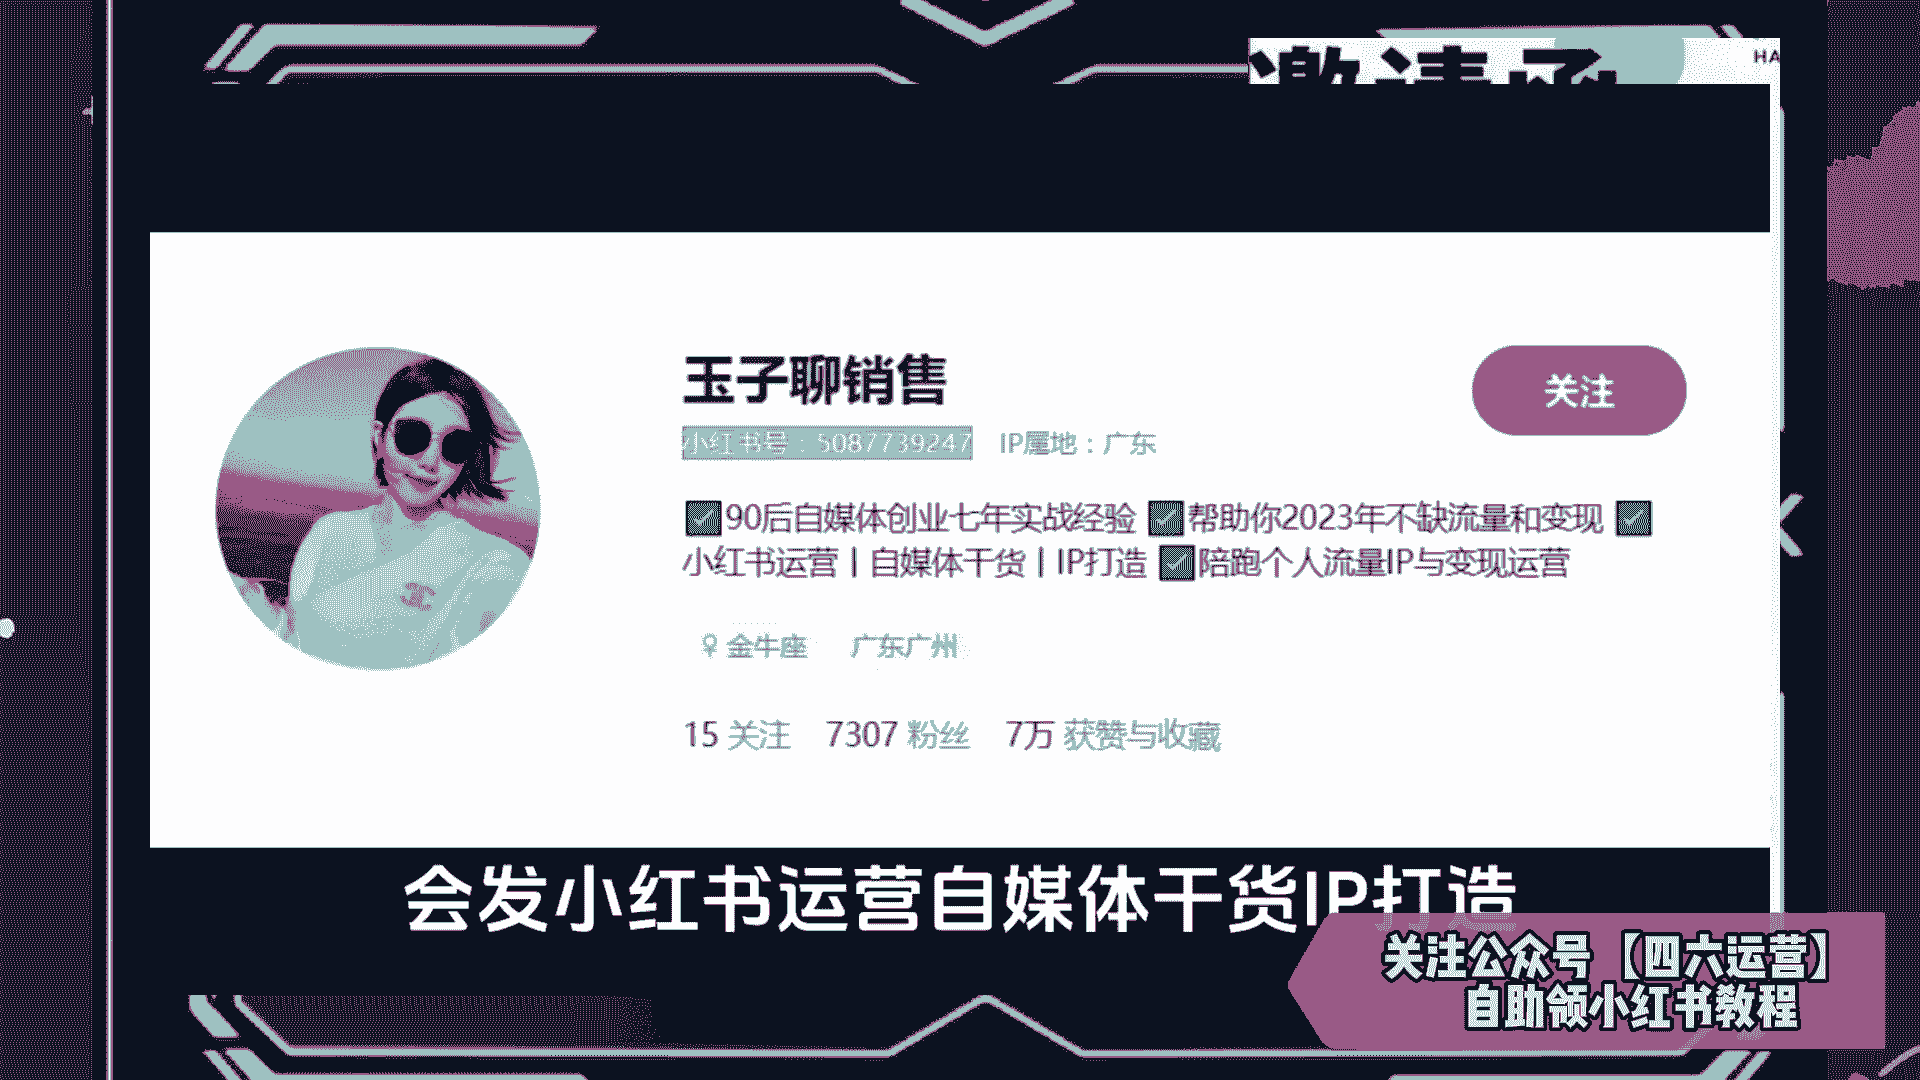 邀请函
HA
玉子聊销售
关注
小红书号：5087739247 IP属地：广东
✅90后自媒体创业七年实战经验 ✅帮助你2023年不缺流量和变现 ✅
小红书运营丨自媒体干货丨IP打造 ✅陪跑个人流量IP与变现运营
♀ 金牛座 广东广州
15 关注 7307 粉丝 7万 获赞与收藏
会发小红书运营自媒体干货IP打造
关注公众号【四六运营】
自助领小红书教程